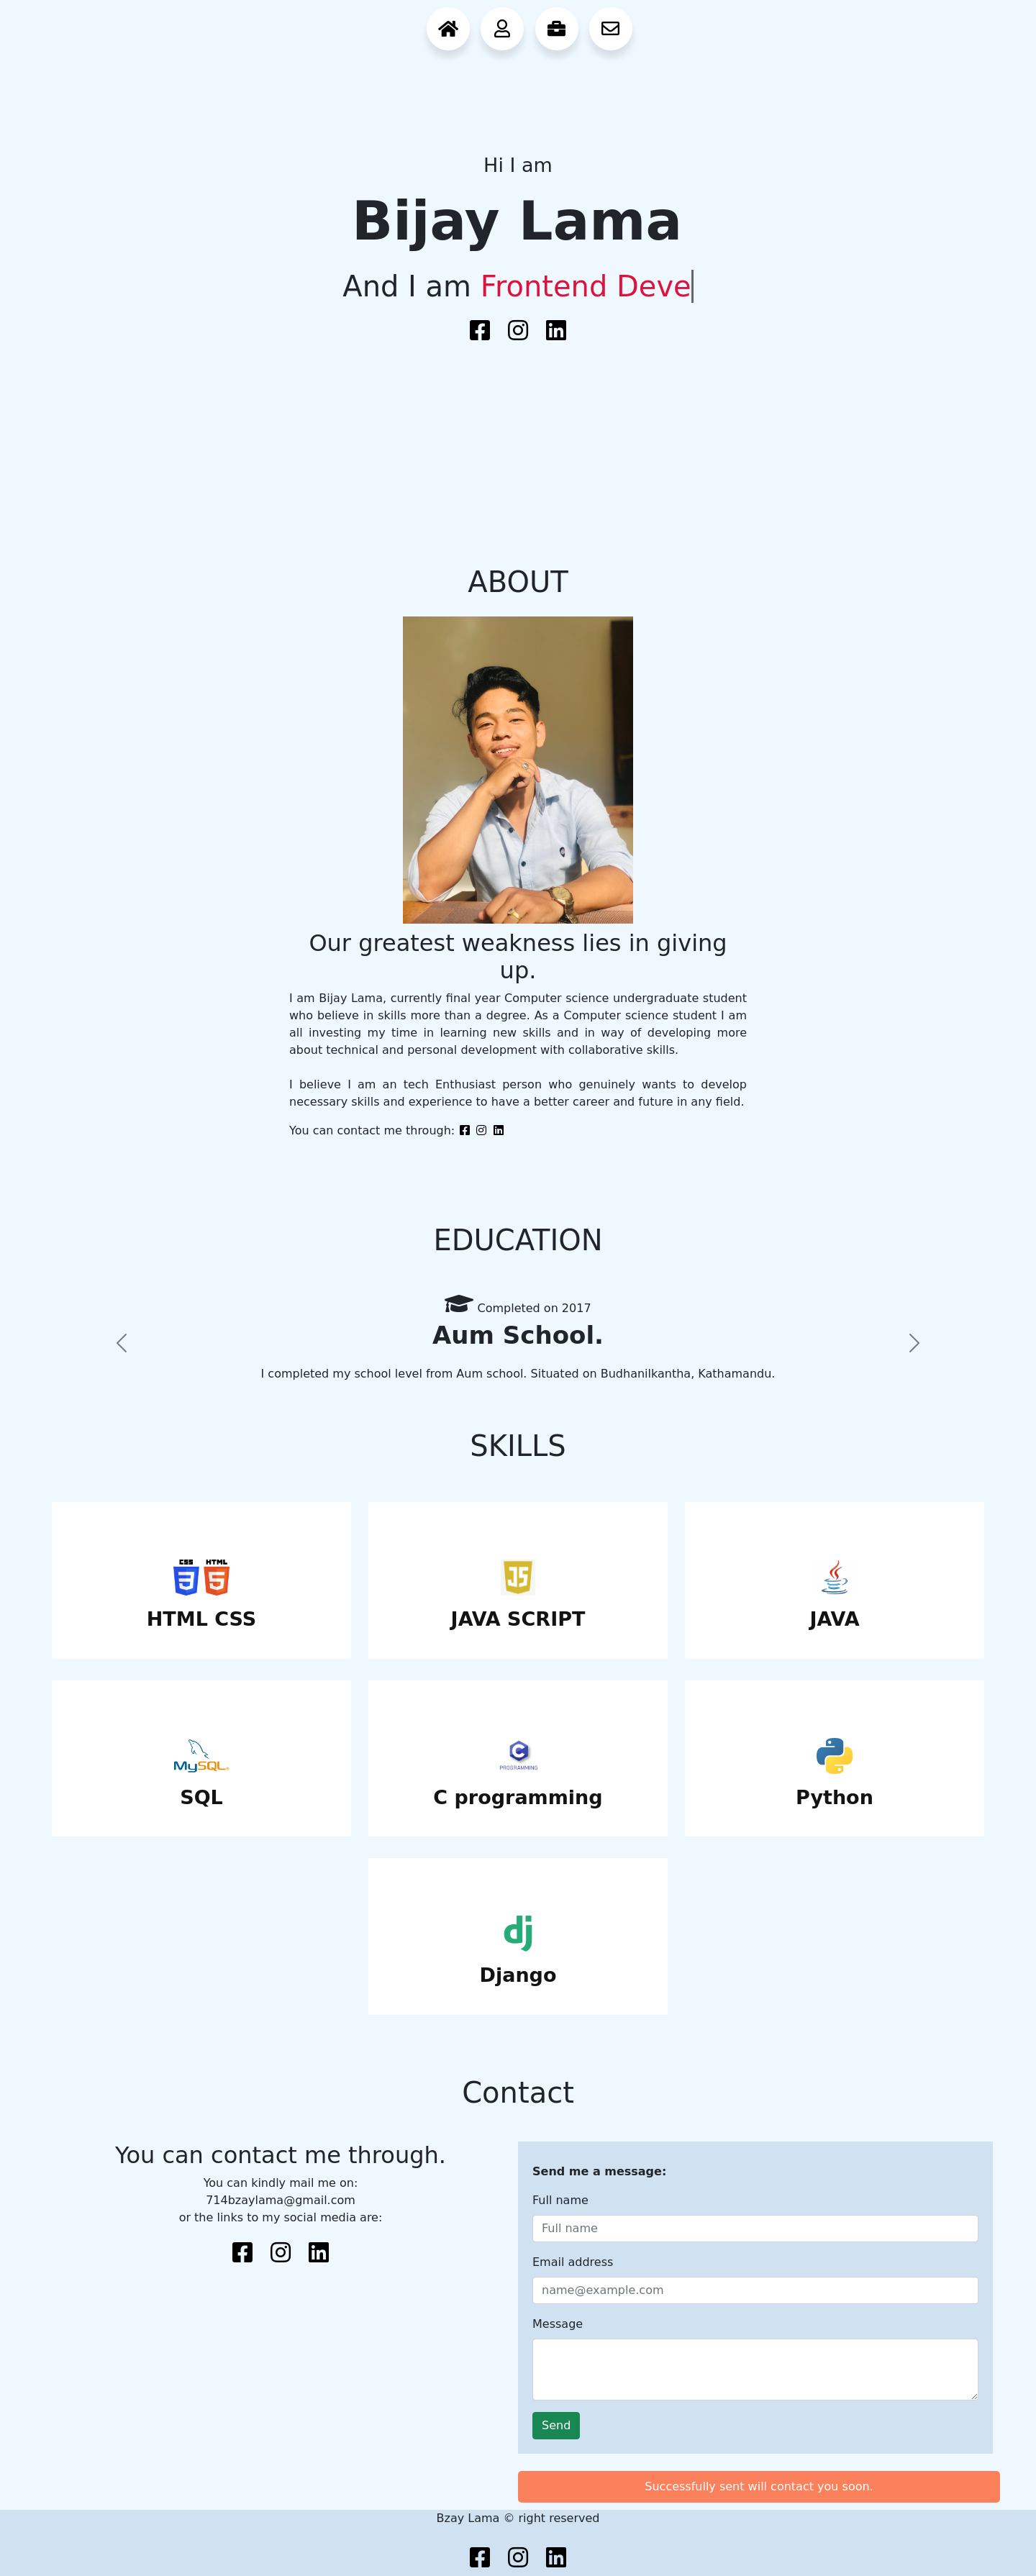 Hi I am
Bijay Lama
And I am Frontend Deve
ABOUT
Our greatest weakness lies in giving
up.
I am Bijay Lama, currently final year Computer science undergraduate student
who believe in skills more than a degree. As a Computer science student I am
all investing my time in learning new skills and in way of developing more
about technical and personal development with collaborative skills.
I believe I am an tech Enthusiast person who genuinely wants to develop
necessary skills and experience to have a better career and future in any field.
You can contact me through:
EDUCATION
Completed on 2017
Aum School.
I completed my school level from Aum school. Situated on Budhanilkantha, Kathamandu.
SKILLS
CSS HTML
HTML CSS
JS
JAVA SCRIPT
JAVA
MySQL
SQL
C
PROGRAMMING
C programming
Python
dj
Django
Contact
You can contact me through.
You can kindly mail me on:
714bzaylama@gmail.com
or the links to my social media are:
Send me a message:
Full name
Full name
Email address
name@example.com
Message
Send
Successfully sent will contact you soon.
Bzay Lama © right reserved